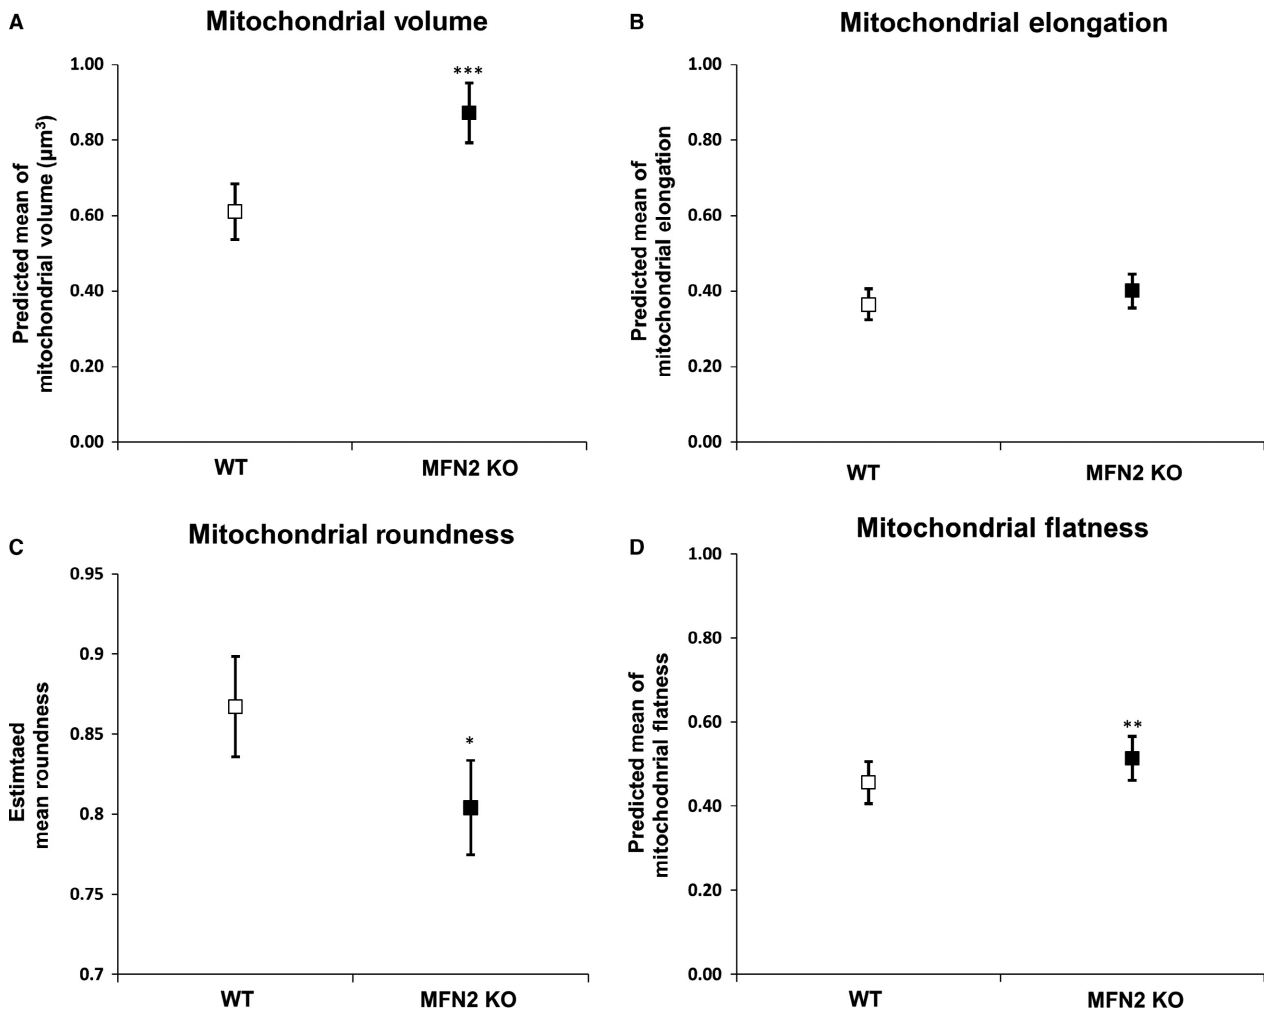 A
Mitochondrial volume
Predicted mean of
mitochondrial volume (µm³)
1.00
0.80
0.60
0.40
0.20
0.00
***
WT
MFN2 KO
B
Mitochondrial elongation
Predicted mean of
mitochondrial elongation
1.00
0.80
0.60
0.40
0.20
0.00
WT
MFN2 KO
C
Mitochondrial roundness
Estimtaed
mean roundness
0.95
0.9
0.85
0.8
0.75
0.7
*
WT
MFN2 KO
D
Mitochondrial flatness
Predicted mean of
mitochodnrial flatness
1.00
0.80
0.60
0.40
0.20
0.00
**
WT
MFN2 KO